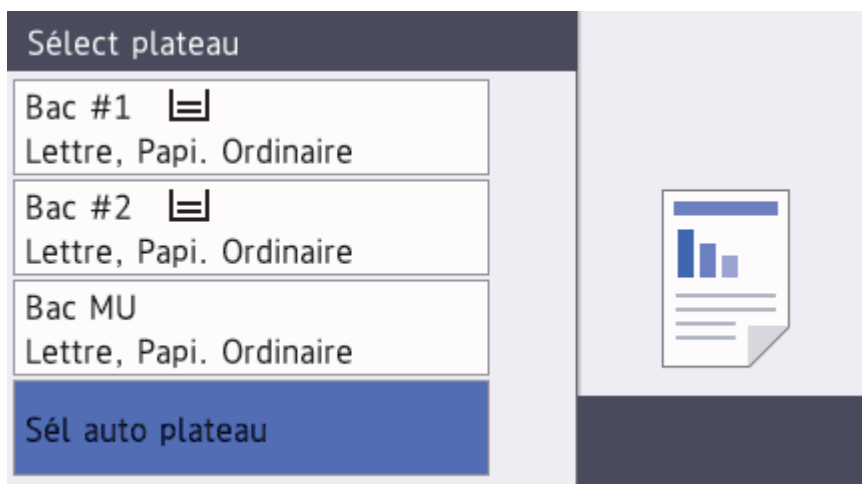 Sélect plateau
Bac #1
Lettre, Papi. Ordinaire
Bac #2
Lettre, Papi. Ordinaire
Bac MU
Lettre, Papi. Ordinaire
Sél auto plateau